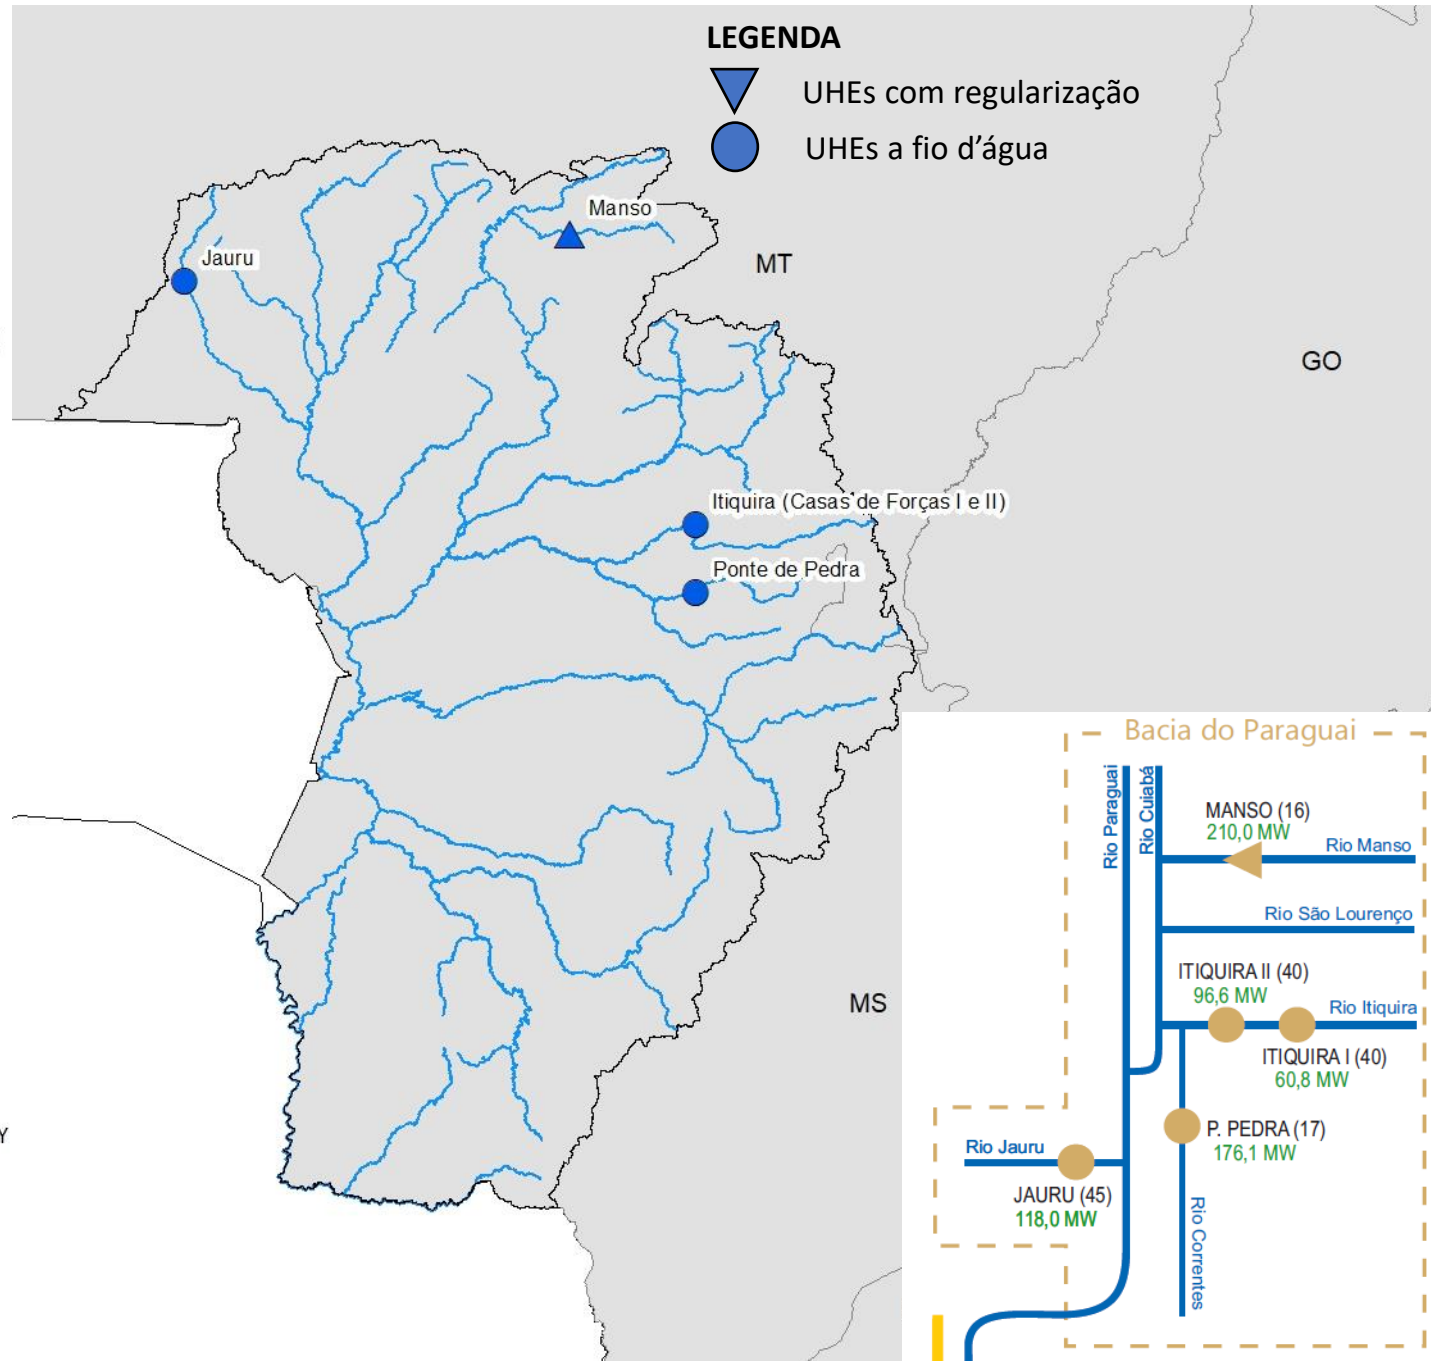 LEGENDA
UHEs com regularização
UHEs a fio d’água
Manso
Jauru
MT
GO
Itiquira (Casas de Forças I e II)
Ponte de Pedra
MS
Y
Bacia do Paraguai
Rio Paraguai
Rio Cuiabá
MANSO (16)
210,0 MW
Rio Manso
Rio São Lourenço
ITIQUIRA II (40)
96,6 MW
Rio Itiquira
ITIQUIRA I (40)
60,8 MW
P. PEDRA (17)
176,1 MW
Rio Jauru
JAURU (45)
118,0 MW
Rio Correntes